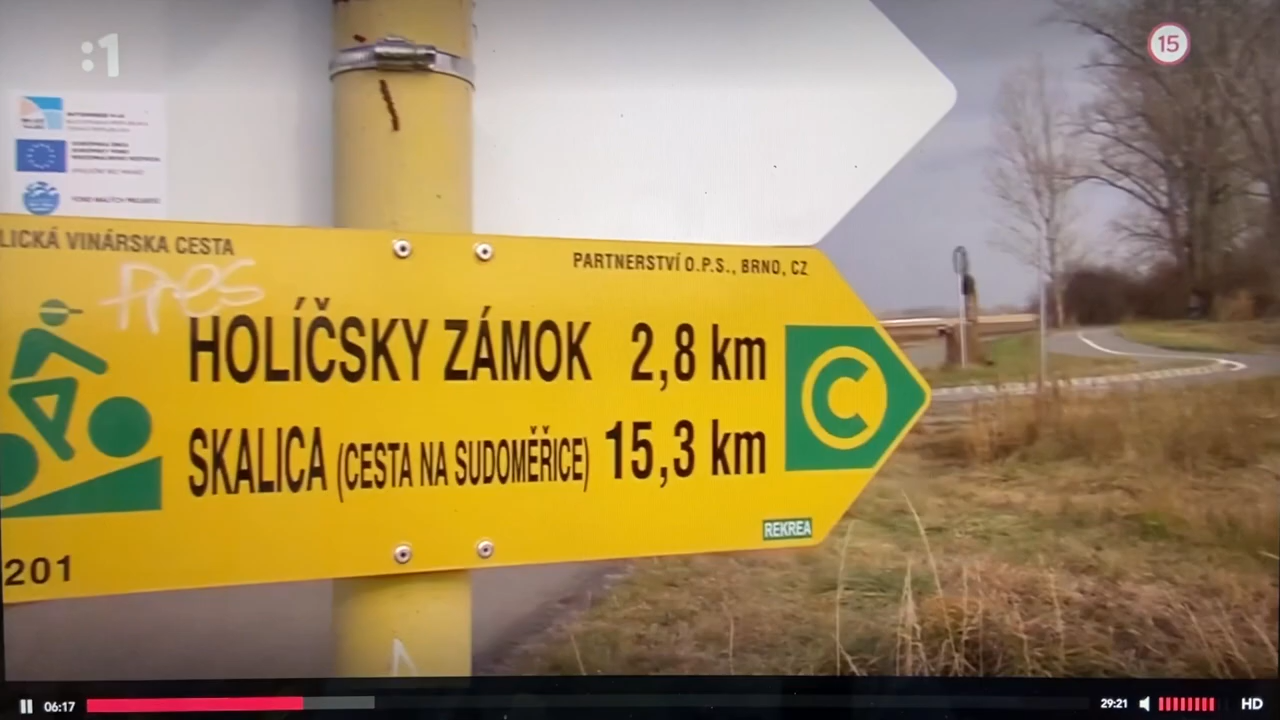 :1
15
LICKÁ VINÁRSKA CESTA
PARTNERSTVÍ O.P.S., BRNO, CZ
pres
HOLÍČSKY ZÁMOK 2,8 km
C
SKALICA (CESTA NA SUDOMĚŘICE) 15,3 km
REKREA
201
06:17
29:21
HD